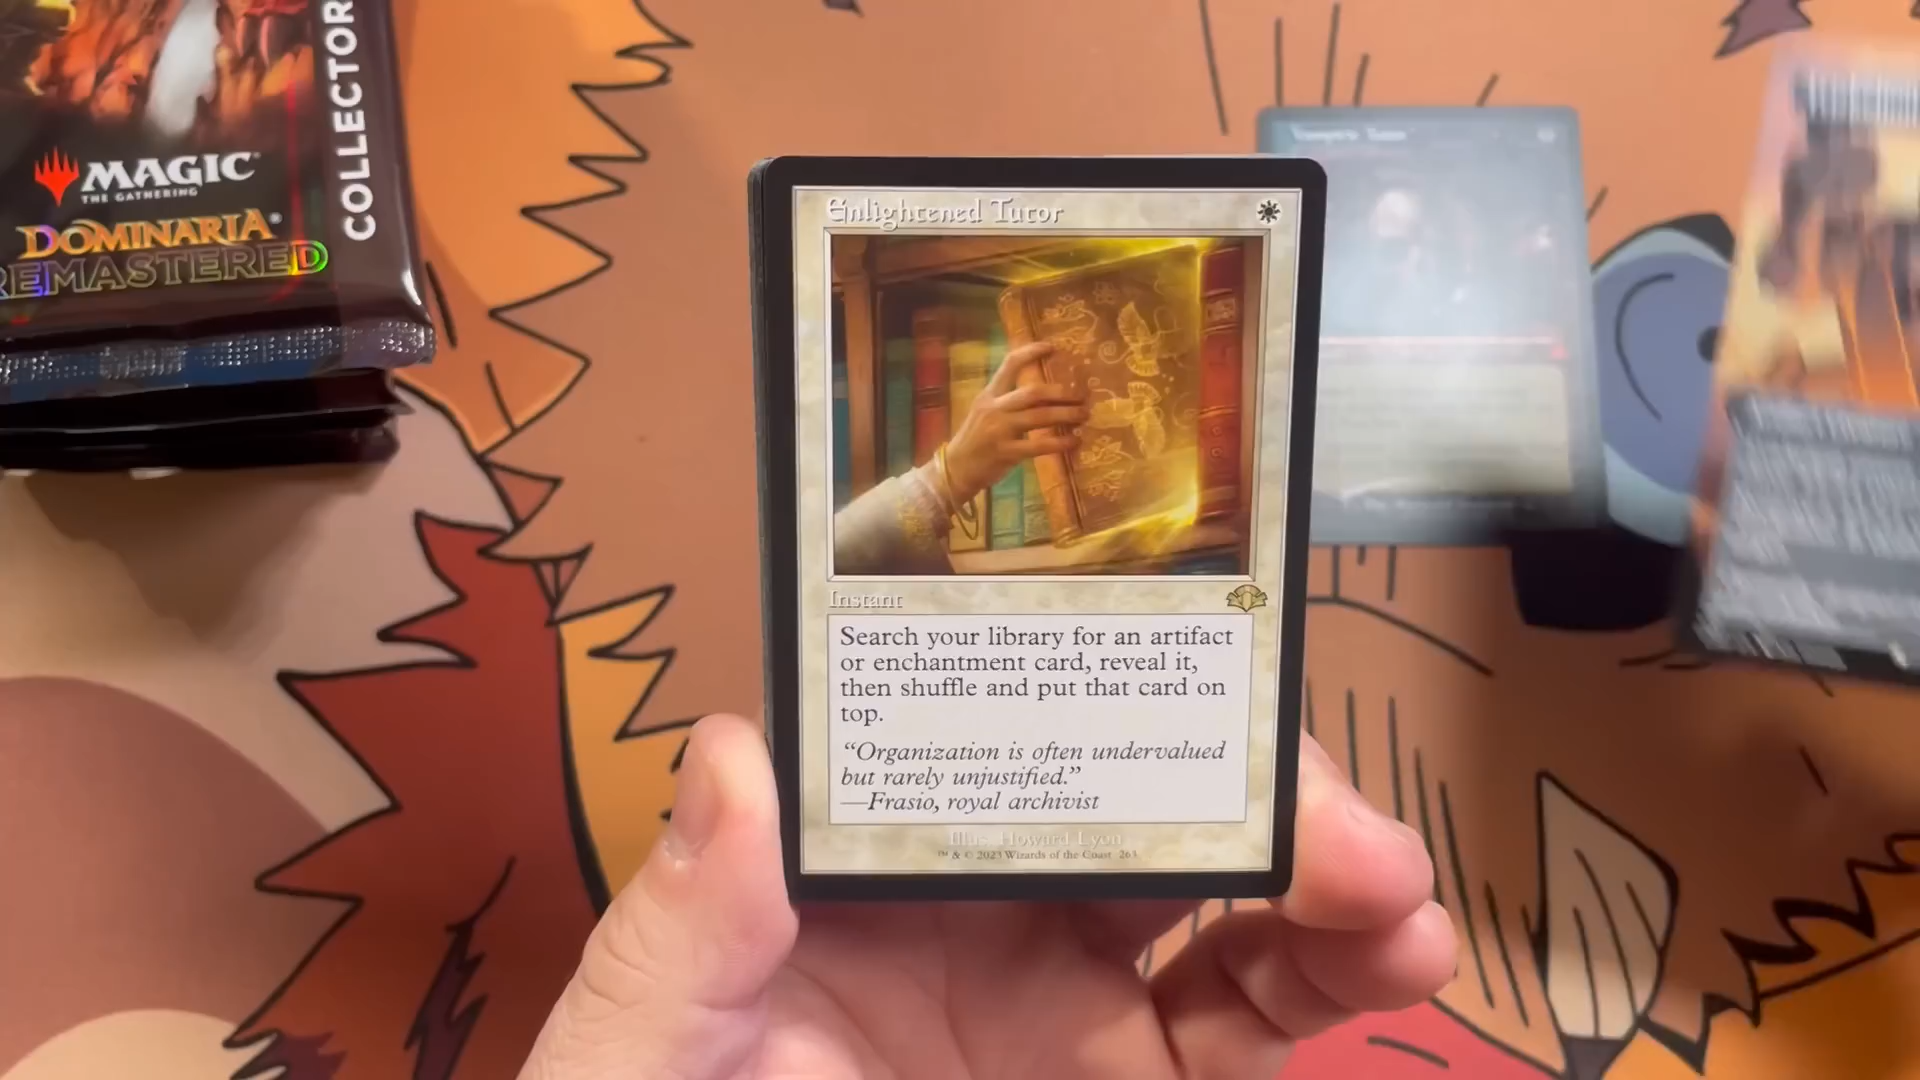 COLLECTOR
MAGIC
THE GATHERING
DOMINARIA
REMASTERED
Enlightened Tutor
Instant
Search your library for an artifact
or enchantment card, reveal it,
then shuffle and put that card on
top.
“Organization is often undervalued
but rarely unjustified.”
—Frasio, royal archivist
Illus. Howard Lyon
™ & © 2023 Wizards of the Coast 263
Vampiric Tutor